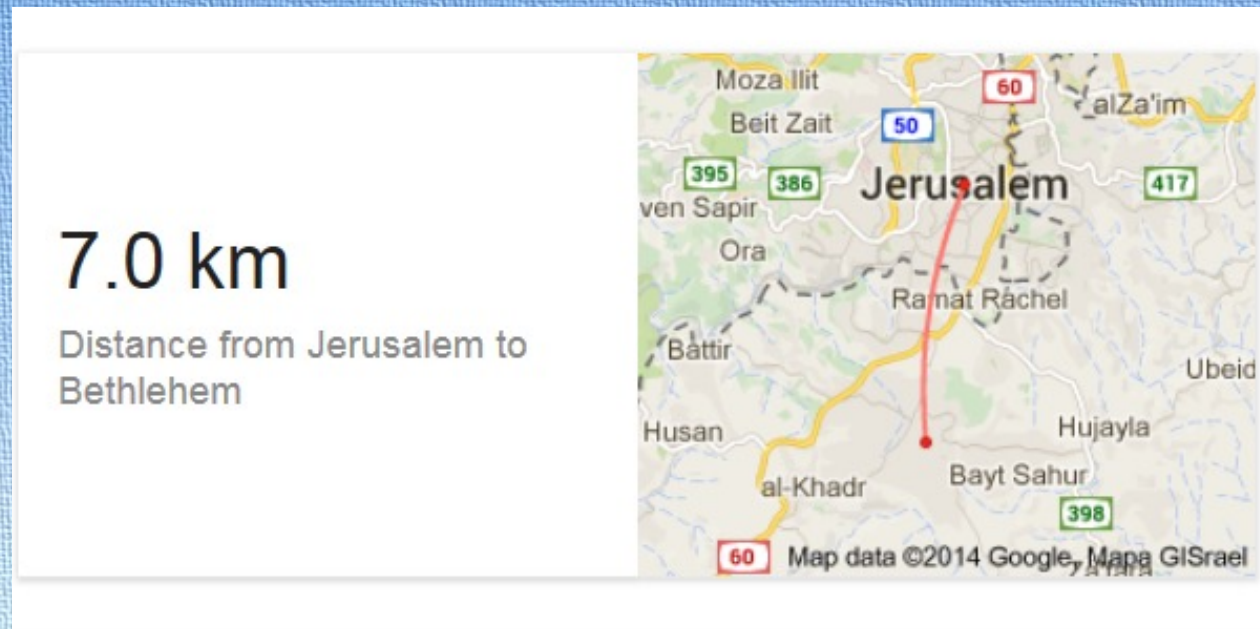 7.0 km
Distance from Jerusalem to
Bethlehem
Moza Ilit
60
alZa'im
Beit Zait
50
395
386
Jerusalem
417
ven Sapir
Ora
Ramat Rachel
Battir
Ubeid
Husan
Hujayla
al-Khadr
Bayt Sahur
398
60
Map data ©2014 Google, Mapa GISrael